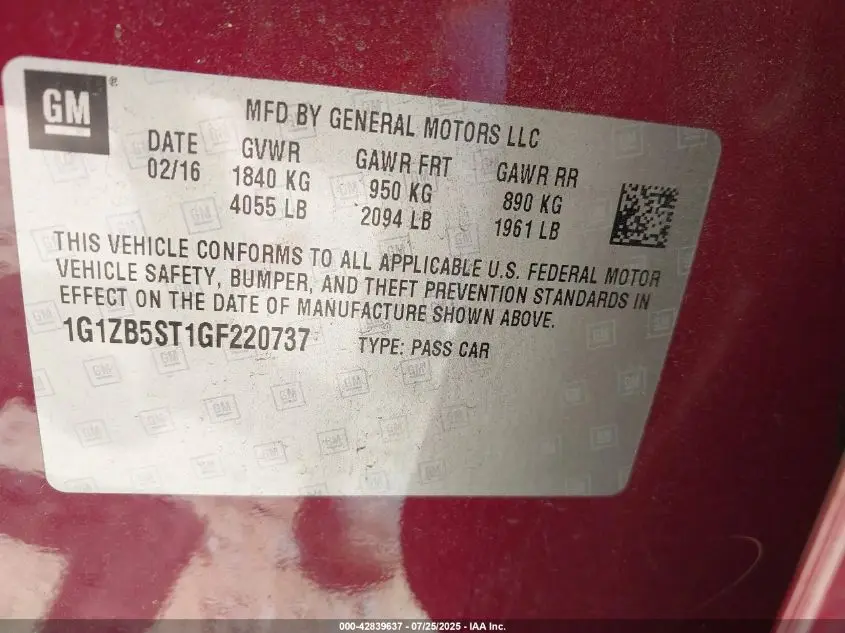 GM ®
MFD BY GENERAL MOTORS LLC
DATE GVWR GAWR FRT GAWR RR
02/16 1840 KG 950 KG 890 KG
4055 LB 2094 LB 1961 LB
THIS VEHICLE CONFORMS TO ALL APPLICABLE U.S. FEDERAL MOTOR
VEHICLE SAFETY, BUMPER, AND THEFT PREVENTION STANDARDS IN
EFFECT ON THE DATE OF MANUFACTURE SHOWN ABOVE.
1G1ZB5ST1GF220737 TYPE: PASS CAR
000-42839637 - 07/25/2025 - IAA Inc.